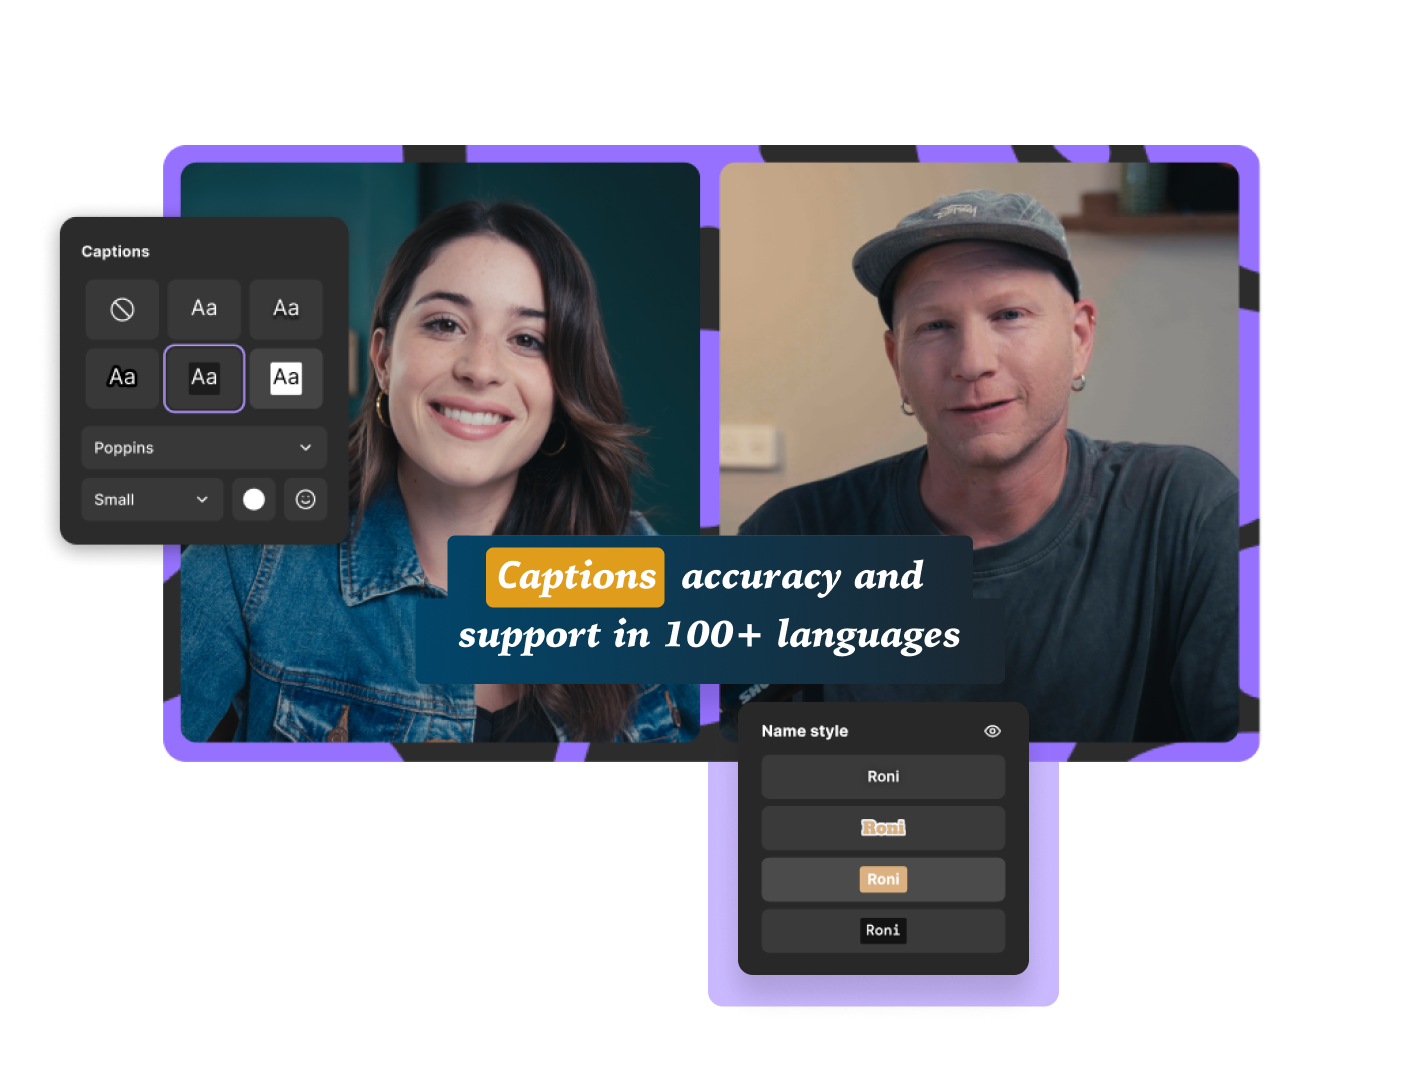 Captions
Aa
Aa
Aa
Aa
Aa
Poppins
Small
Captions accuracy and
support in 100+ languages
Name style
Roni
Roni
Roni
Roni